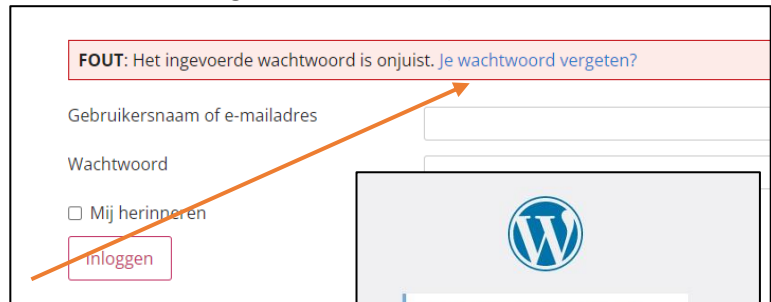 FOUT: Het ingevoerde wachtwoord is onjuist. Je wachtwoord vergeten?
Gebruikersnaam of e-mailadres
Wachtwoord
Mij herinneren
Inloggen